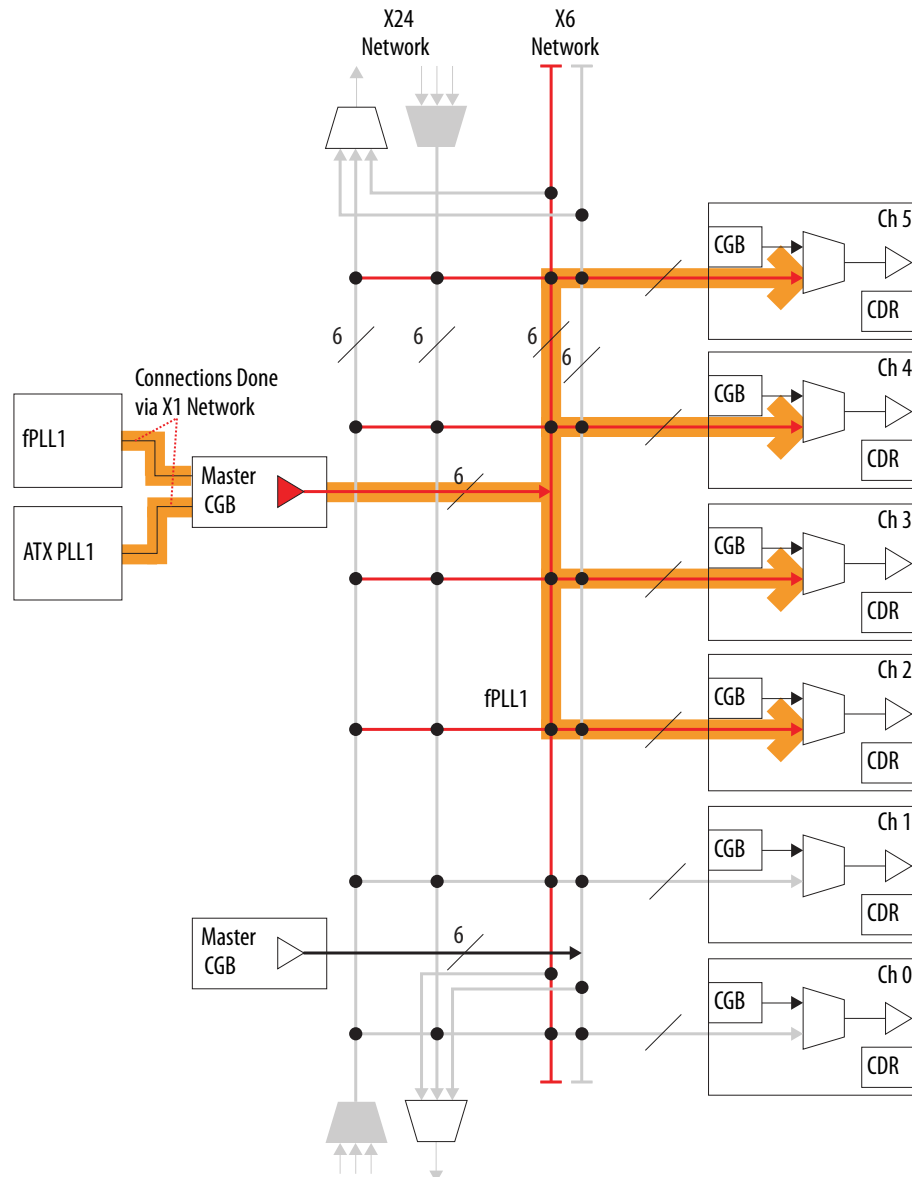 X24
Network
X6
Network
Ch 5
CGB
CDR
6
6
6
6
Connections Done
via X1 Network
Ch 4
CGB
CDR
fPLL1
Master
CGB
6
ATX PLL1
Ch 3
CGB
CDR
Ch 2
CGB
fPLL1
CDR
Ch 1
CGB
CDR
Master
CGB
6
Ch 0
CGB
CDR